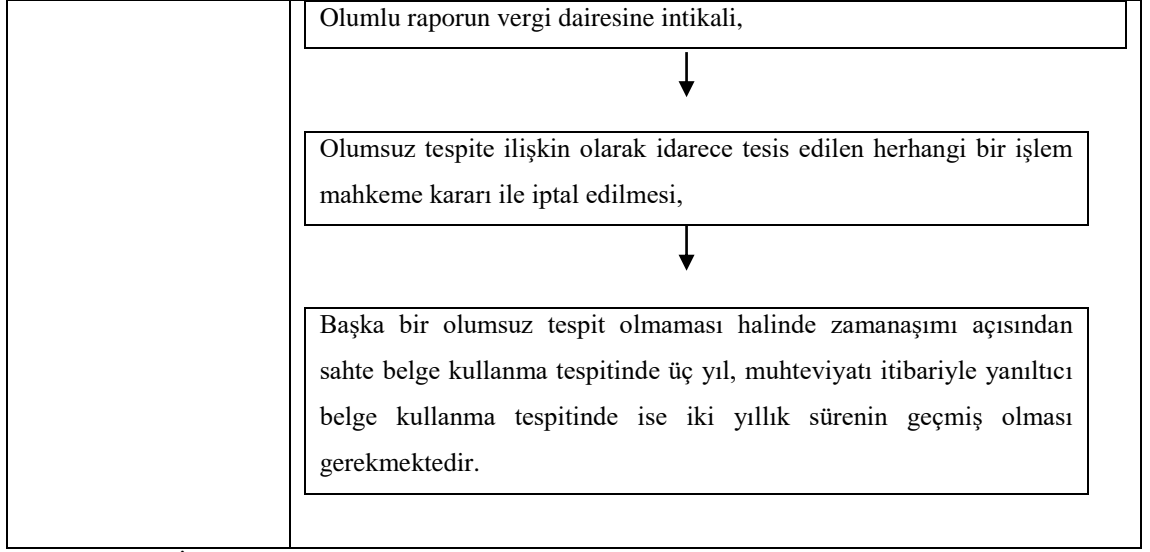 Olumlu raporun vergi dairesine intikali,
Olumsuz tespite ilişkin olarak idarece tesis edilen herhangi bir işlem
mahkeme kararı ile iptal edilmesi,
Başka bir olumsuz tespit olmaması halinde zamanaşımı açısından
sahte belge kullanma tespitinde üç yıl, muhteviyatı itibariyle yanıltıcı
belge kullanma tespitinde ise iki yıllık sürenin geçmiş olması
gerekmektedir.